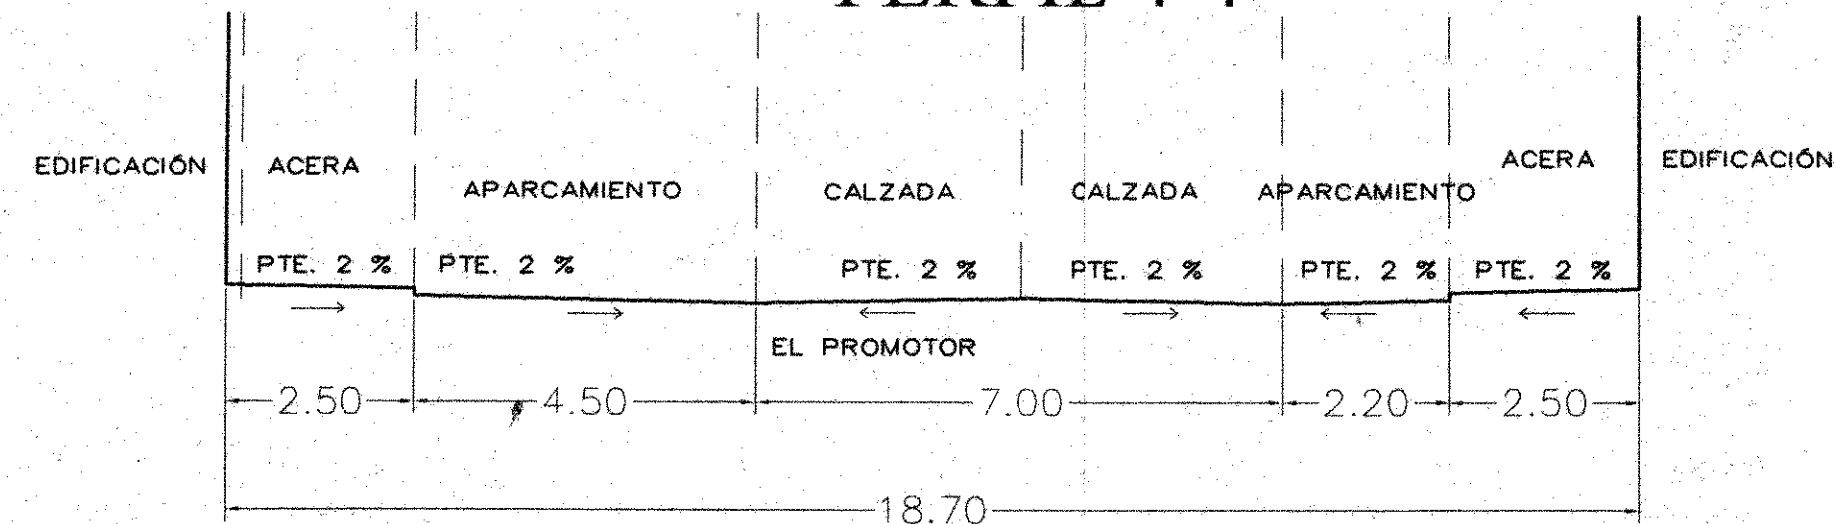 PERFIL
EDIFICACIÓN ACERA ACERA EDIFICACIÓN
APARCAMIENTO CALZADA CALZADA APARCAMIENTO
PTE. 2 % PTE. 2 % PTE. 2 % PTE. 2 % PTE. 2 % PTE. 2 %
EL PROMOTOR
2.50 4.50 7.00 2.20 2.50
18.70